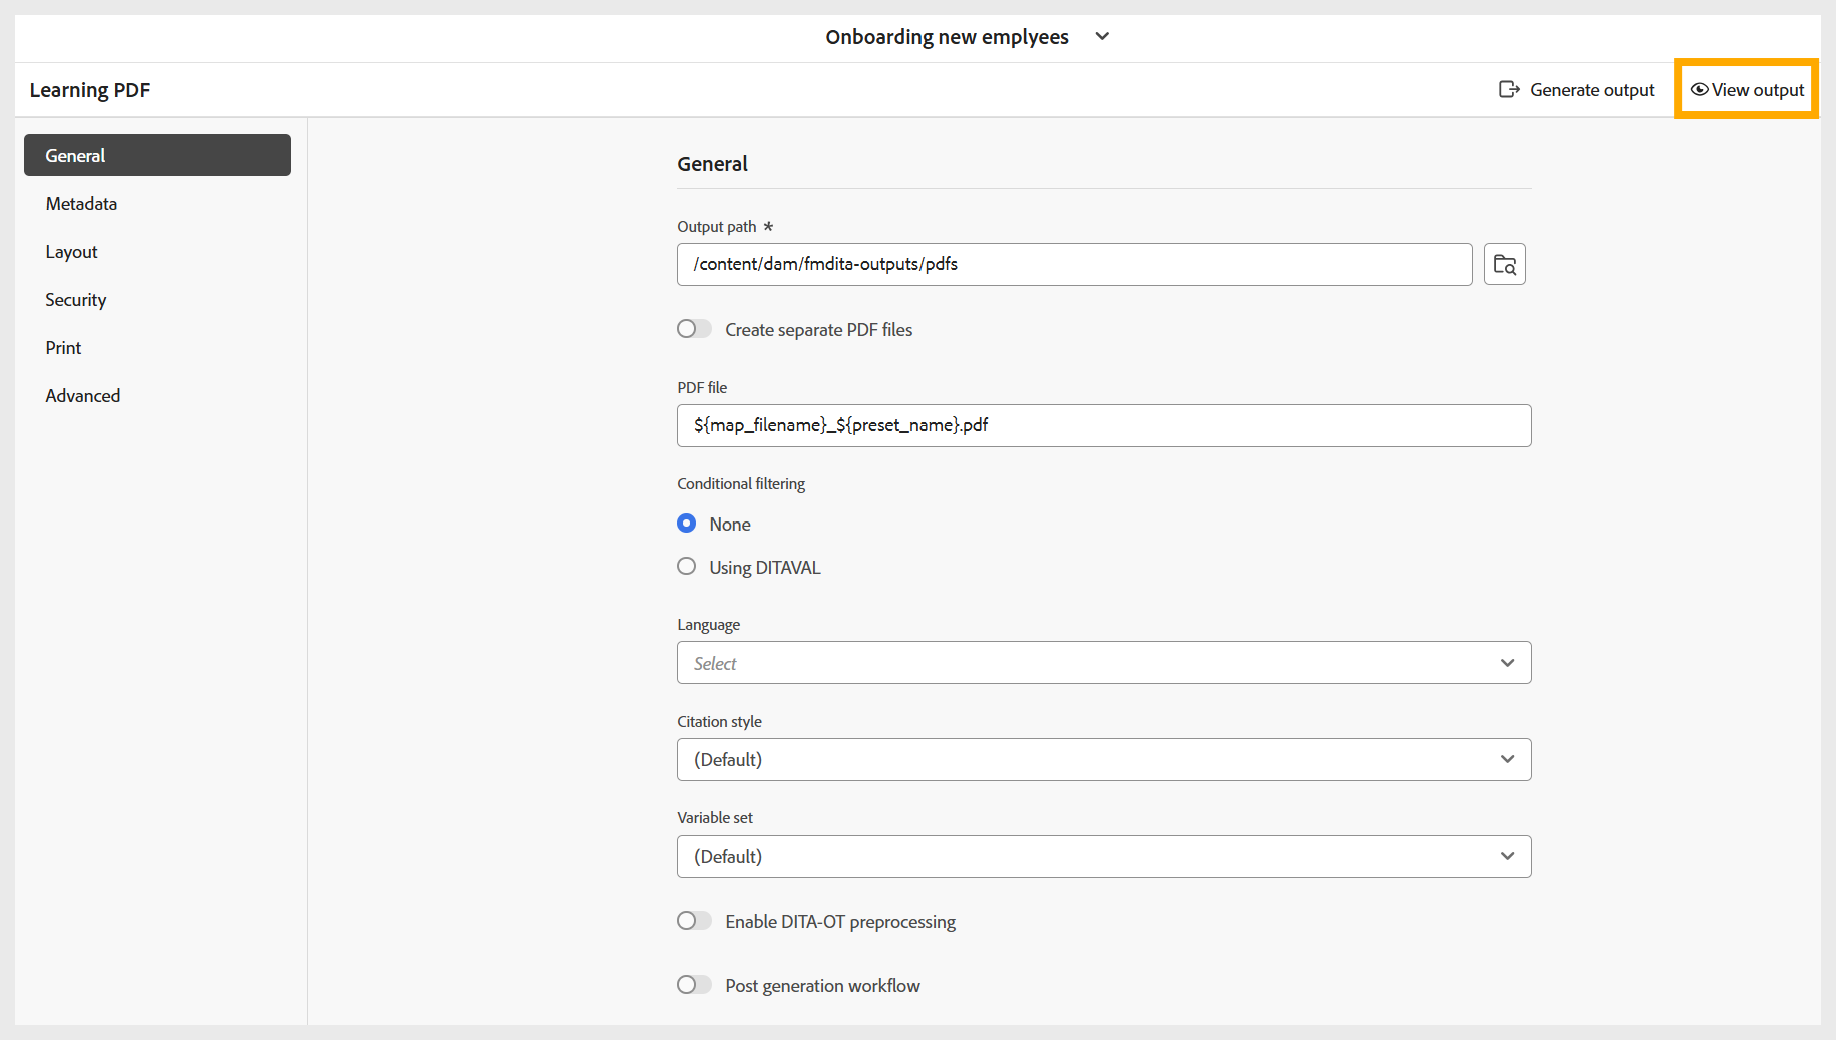 Onboarding new emplyees
Learning PDF
Generate output
View output
General
Metadata
Layout
Security
Print
Advanced
General
Output path *
/content/dam/fmdita-outputs/pdfs
Create separate PDF files
PDF file
${map_filename}_${preset_name}.pdf
Conditional filtering
None
Using DITAVAL
Language
Select
Citation style
(Default)
Variable set
(Default)
Enable DITA-OT preprocessing
Post generation workflow